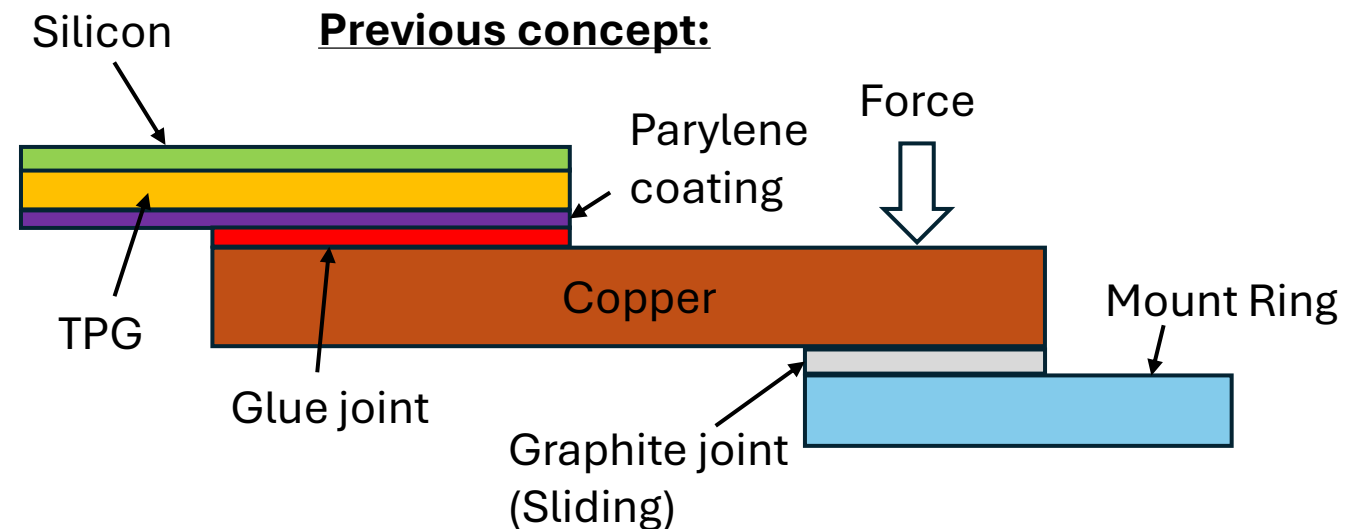 Silicon
Previous concept:
Force
Parylene
coating
Copper
Mount Ring
TPG
Glue joint
Graphite joint
(Sliding)